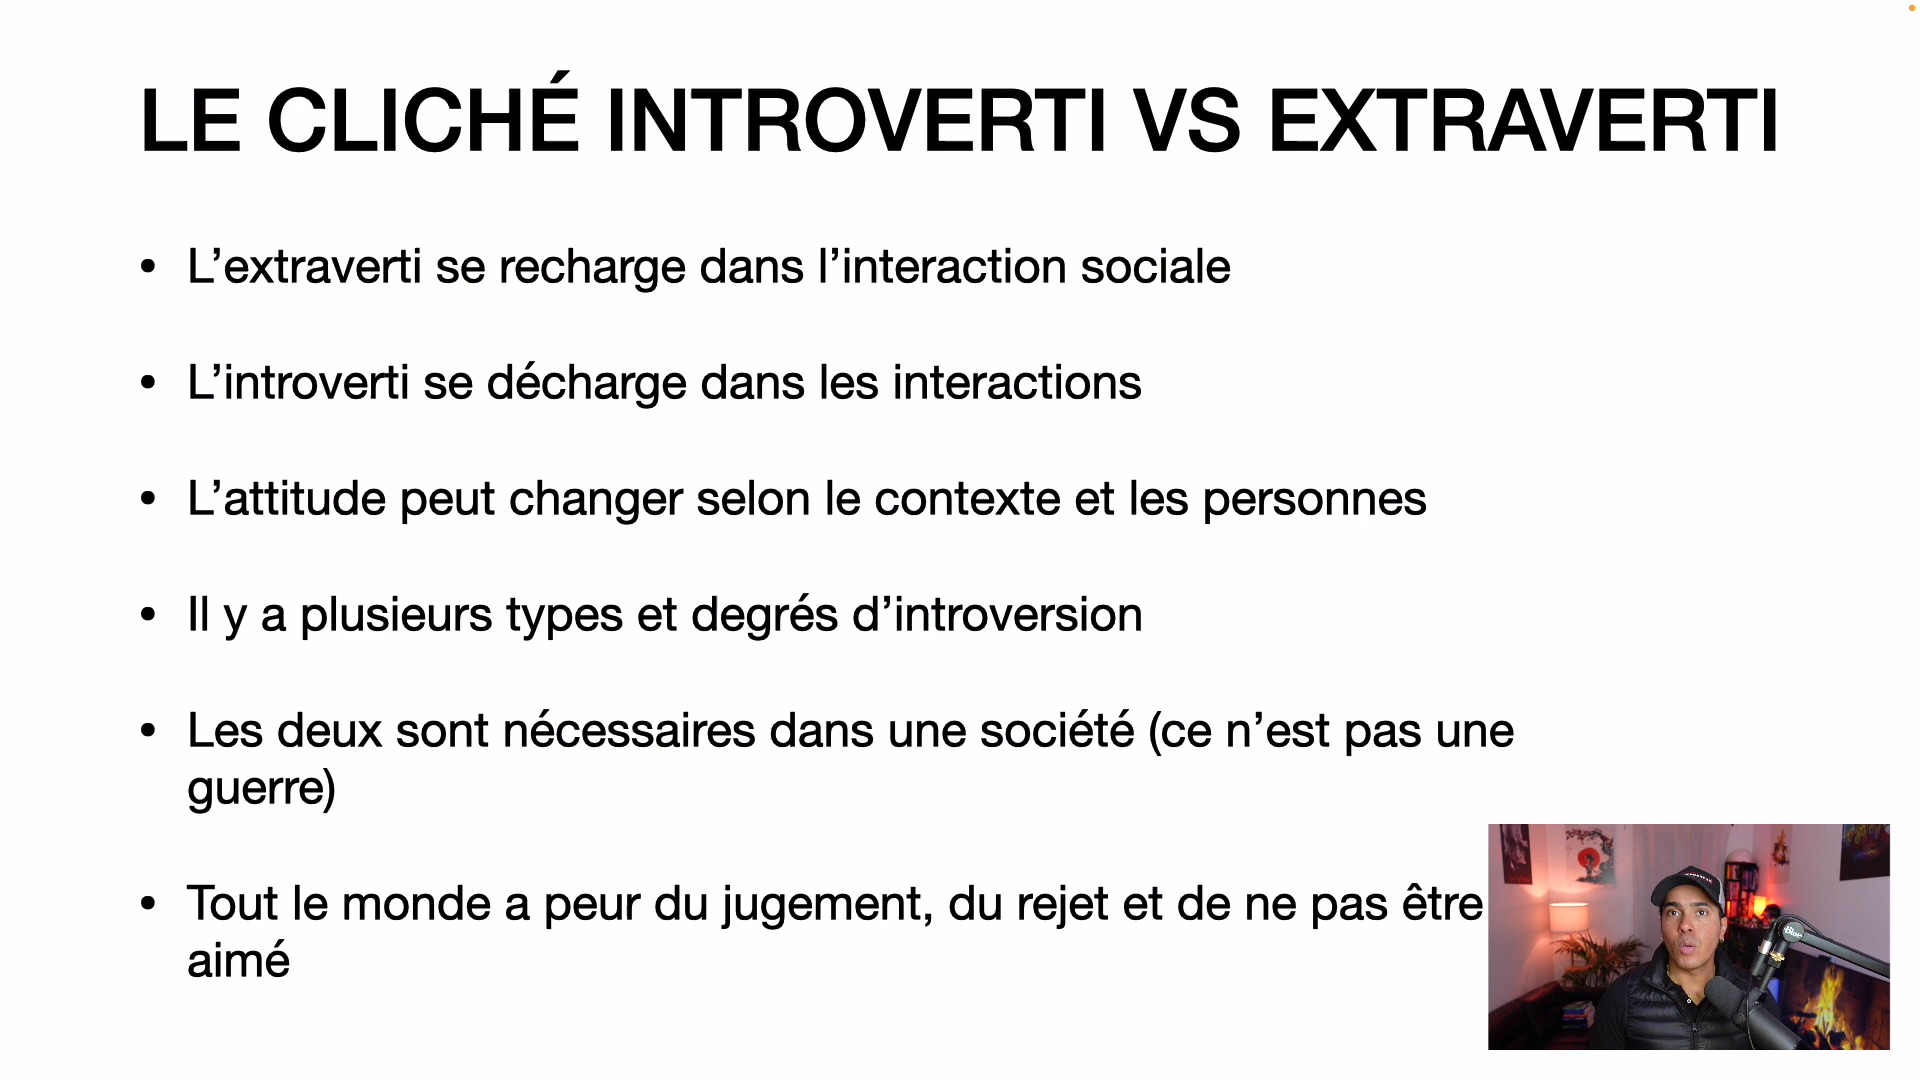 LE CLICHÉ INTROVERTI VS EXTRAVERTI
• L’extraverti se recharge dans l’interaction sociale
• L’introverti se décharge dans les interactions
• L’attitude peut changer selon le contexte et les personnes
• Il y a plusieurs types et degrés d’introversion
• Les deux sont nécessaires dans une société (ce n’est pas une
guerre)
• Tout le monde a peur du jugement, du rejet et de ne pas être
aimé
Blue